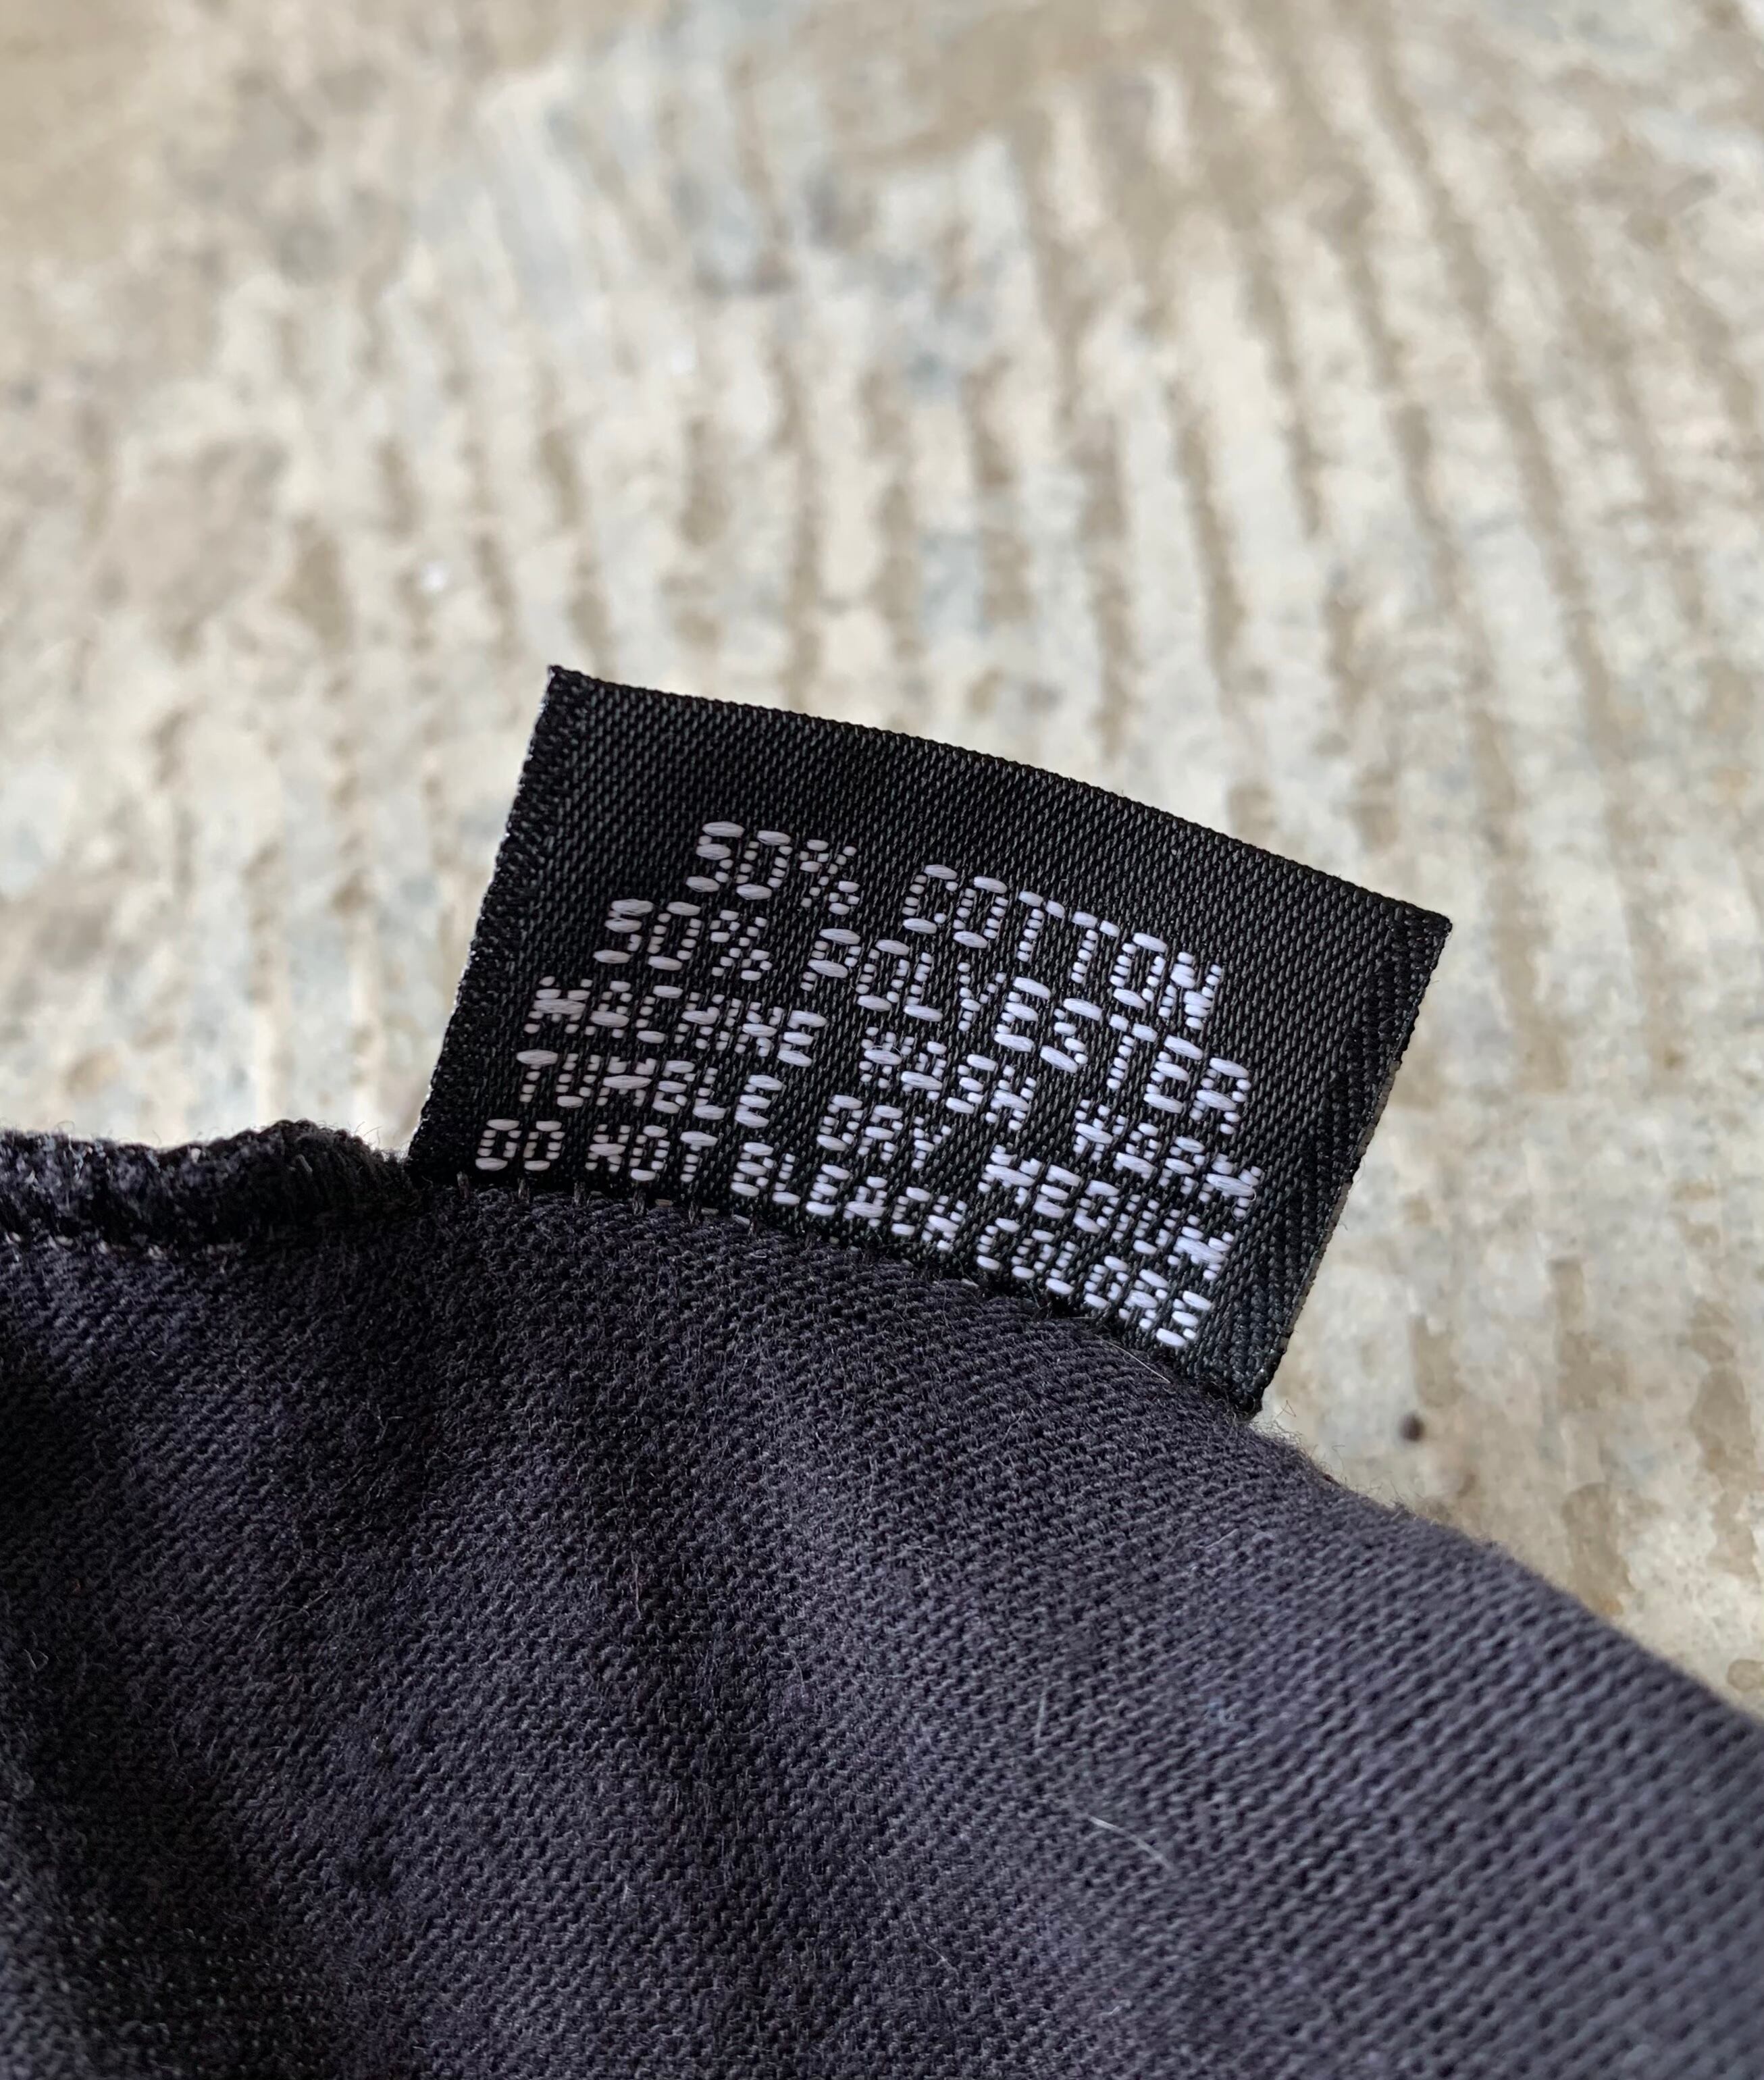 50% COTTON
50% POLYESTER
MACHINE WASH WARM
TUMBLE DRY MEDIUM
DO NOT BLEACH COLORS